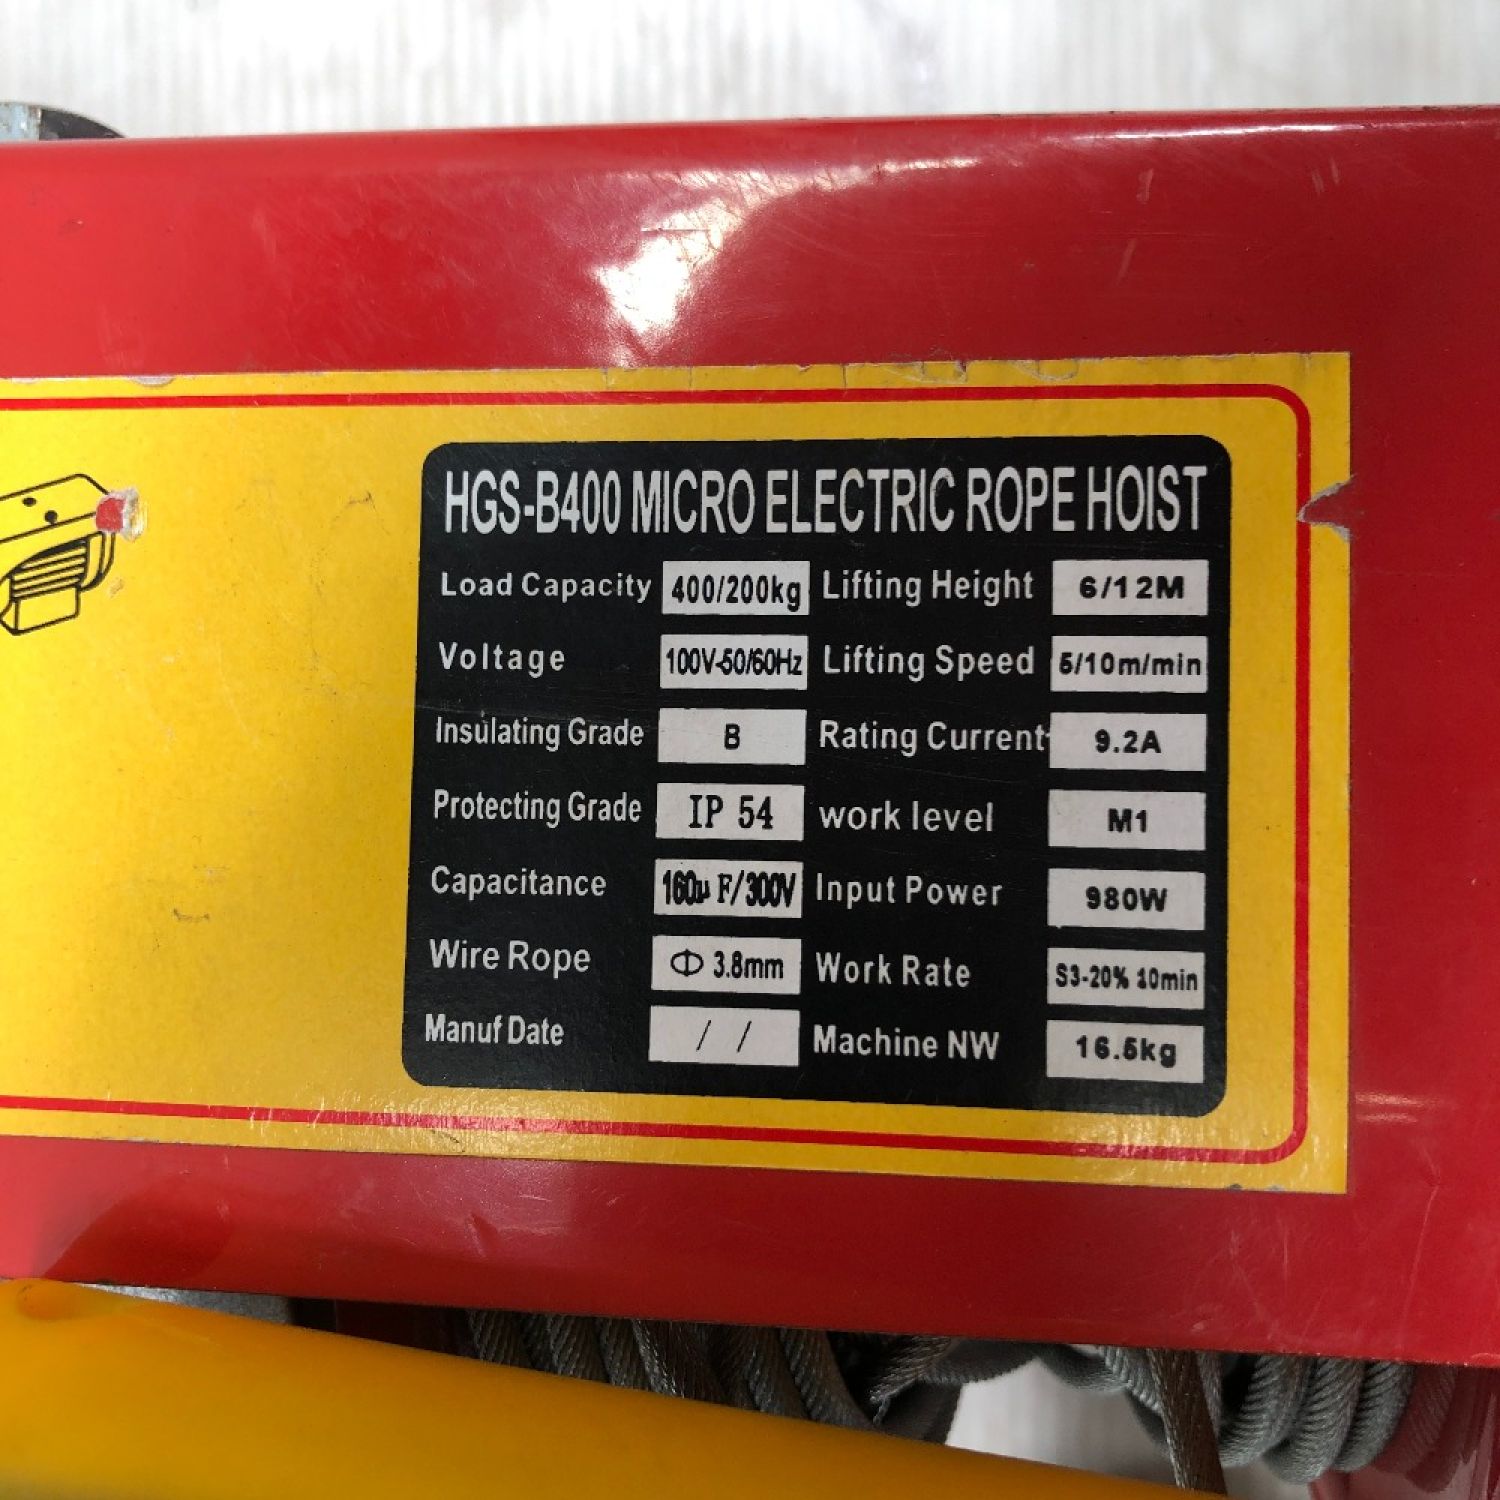 HGS-B400 MICRO ELECTRIC ROPE HOIST
Load Capacity 400/200kg Lifting Height 6/12M
Voltage 100V-50/60Hz Lifting Speed 5/10m/min
Insulating Grade B Rating Current 9.2A
Protecting Grade IP 54 work level M1
Capacitance 160μF/300V Input Power 980W
Wire Rope Φ 3.8mm Work Rate S3-20% 10min
Manuf Date / / Machine NW 16.5kg